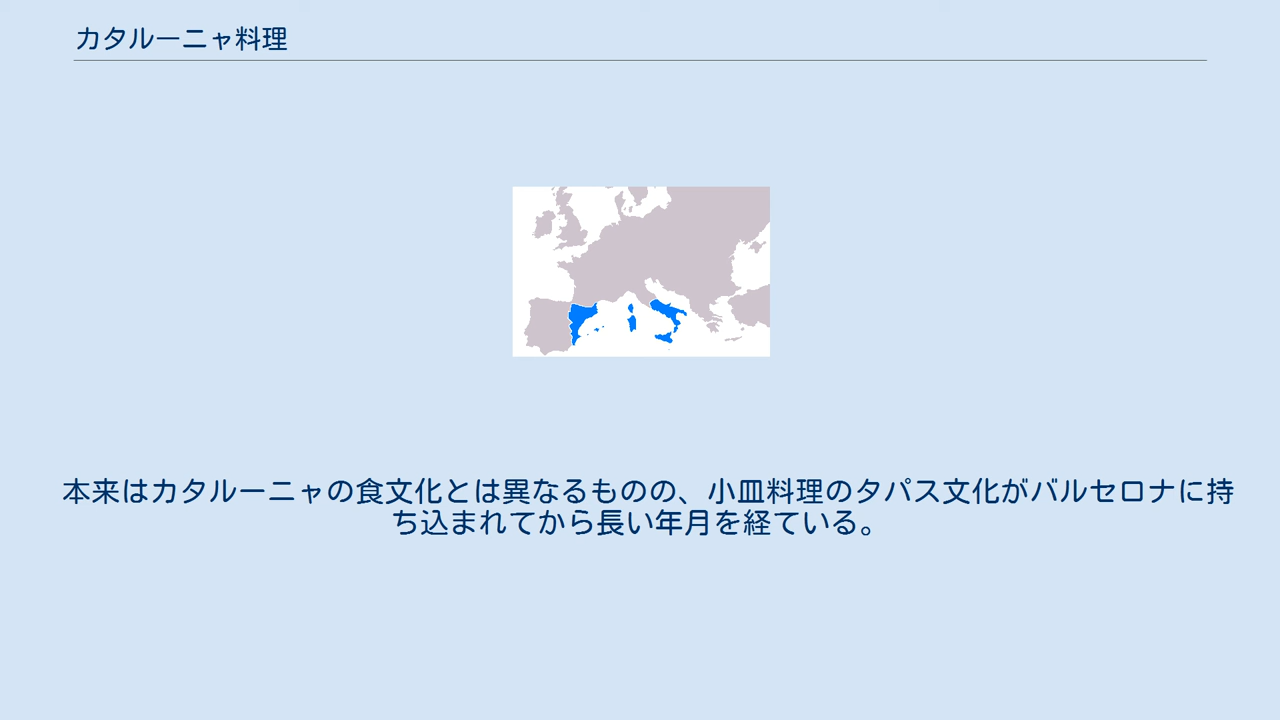 カタルーニャ料理
本来はカタルーニャの食文化とは異なるものの、小皿料理のタパス文化がバルセロナに持
ち込まれてから長い年月を経ている。